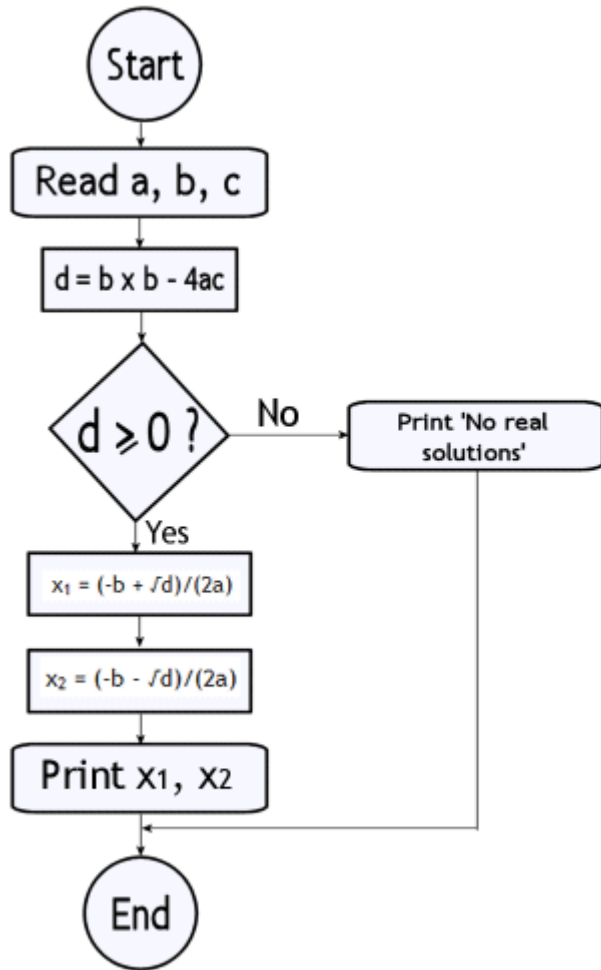 Start
Read a, b, c
d = b x b - 4ac
d ⩾ 0 ?
No
Print 'No real
solutions'
Yes
x₁ = (-b + √d)/(2a)
x₂ = (-b - √d)/(2a)
Print x₁, x₂
End